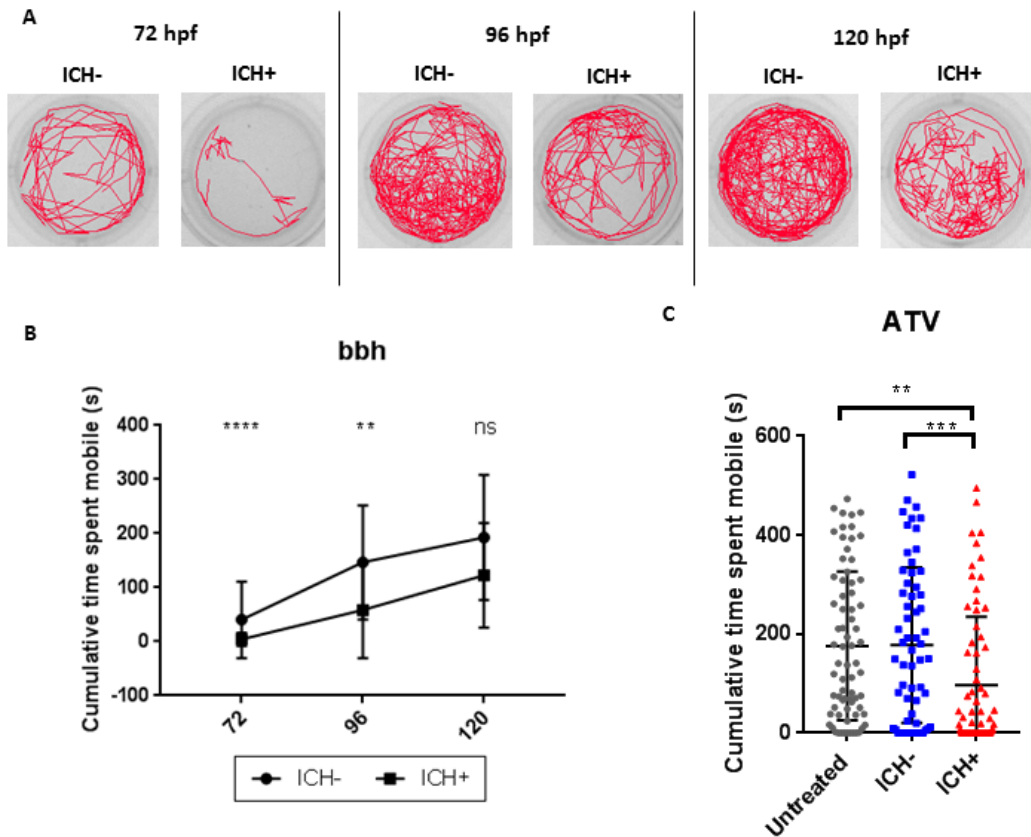 A
72 hpf
96 hpf
120 hpf
ICH- ICH+
ICH- ICH+
ICH- ICH+
B
bbh
Cumulative time spent mobile (s)
400
300
200
100
0
-100
**** ** ns
72 96 120
ICH- ICH+
C
ATV
Cumulative time spent mobile (s)
**
***
600
400
200
0
Untreated
ICH-
ICH+